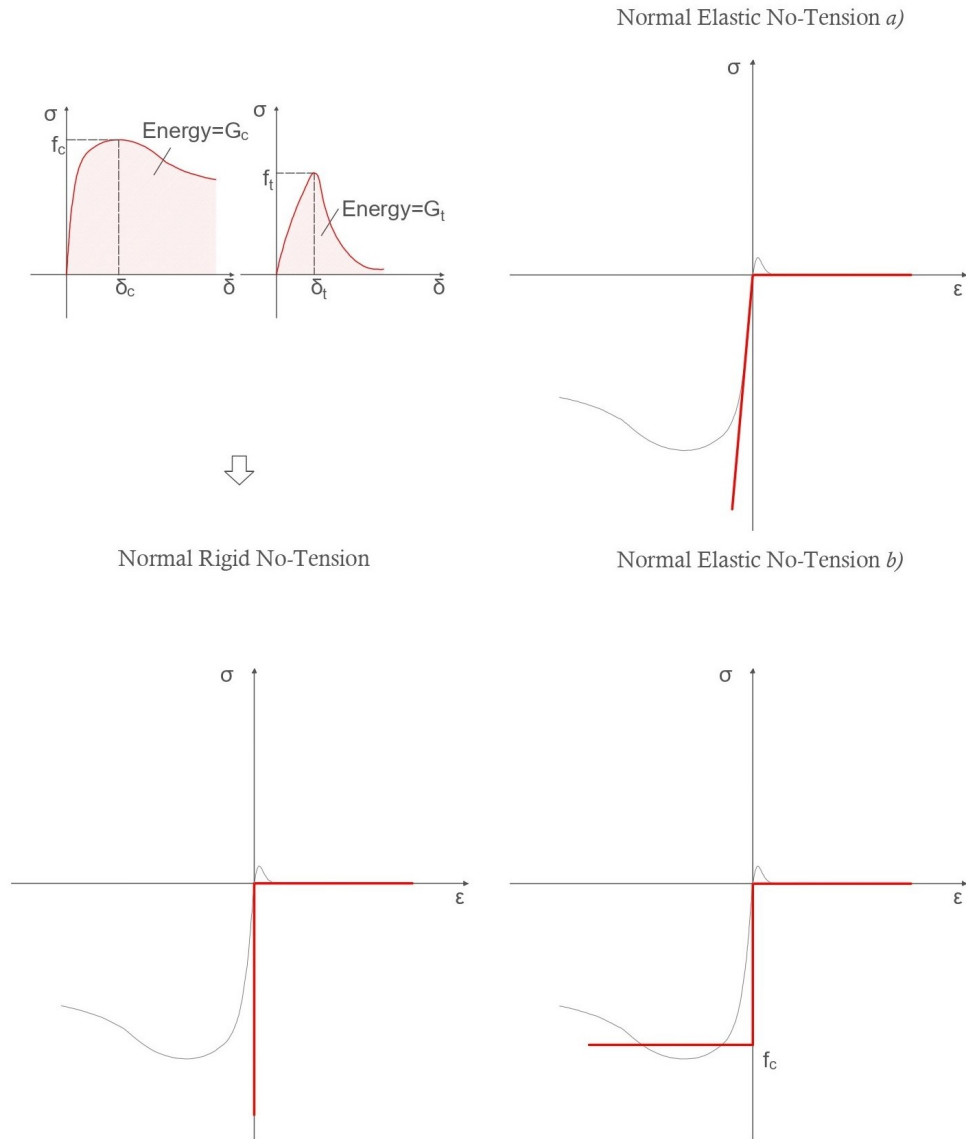 Normal Elastic No-Tension a)
σ
ε
σ
f_c
Energy=G_c
δ_c
δ
σ
f_t
Energy=G_t
δ_t
δ
Normal Rigid No-Tension
σ
ε
Normal Elastic No-Tension b)
σ
ε
f_c